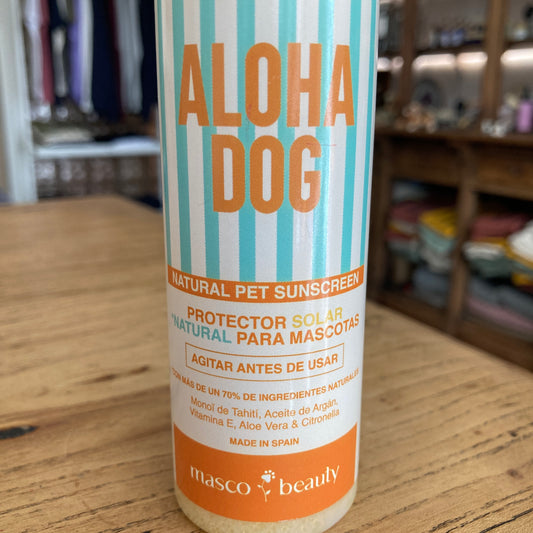 ALOHA
DOG
NATURAL PET SUNSCREEN
PROTECTOR SOLAR
*NATURAL PARA MASCOTAS
AGITAR ANTES DE USAR
CON MÁS DE UN 70% DE INGREDIENTES NATURALES
Monoï de Tahití, Aceite de Argán,
Vitamina E, Aloe Vera & Citronella
MADE IN SPAIN
masco beauty